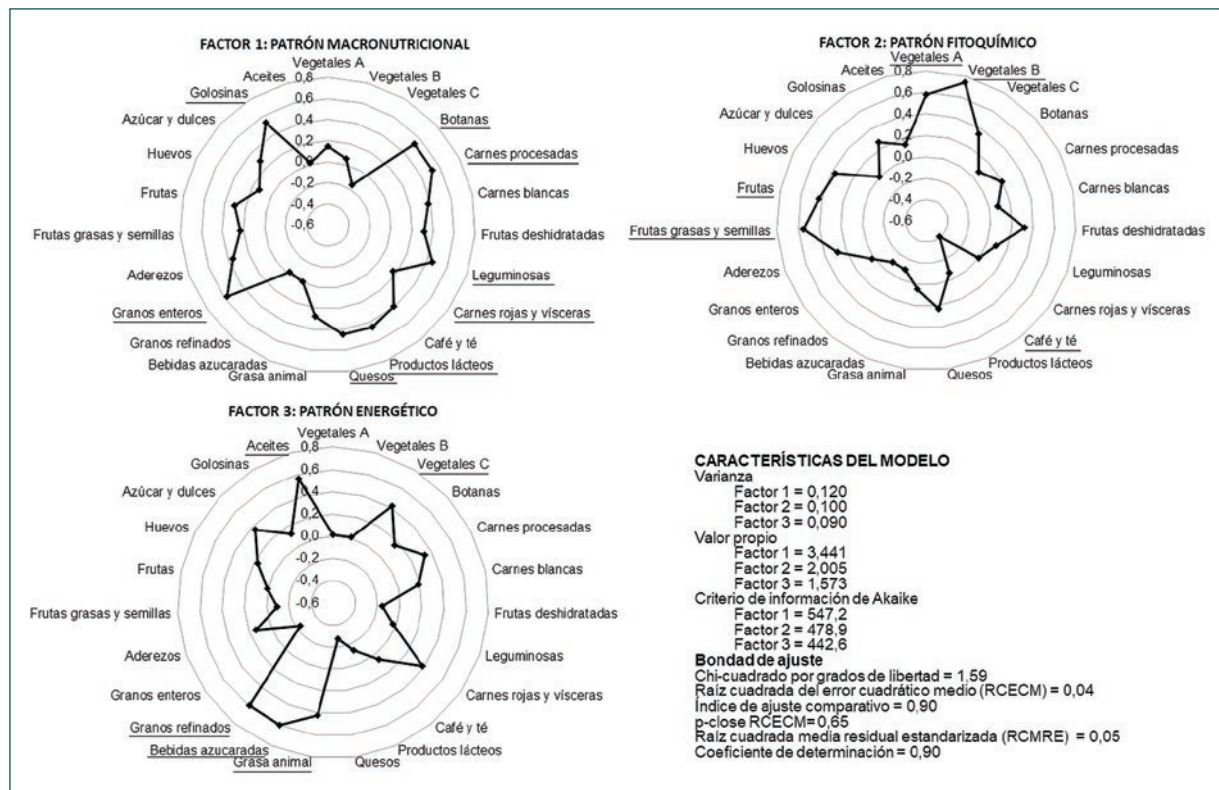 FACTOR 1: PATRÓN MACRONUTRICIONAL
Vegetales A
Vegetales B
Vegetales C
Botanas
Carnes procesadas
Carnes blancas
Frutas deshidratadas
Leguminosas
Carnes rojas y vísceras
Café y té
Productos lácteos
Quesos
Grasa animal
Bebidas azucaradas
Granos refinados
Granos enteros
Aderezos
Frutas grasas y semillas
Frutas
Huevos
Azúcar y dulces
Golosinas
Aceites
0,8
0,6
0,4
0,2
0,0
-0,2
-0,4
-0,6
FACTOR 2: PATRÓN FITOQUÍMICO
Vegetales A
Vegetales B
Vegetales C
Botanas
Carnes procesadas
Carnes blancas
Frutas deshidratadas
Leguminosas
Carnes rojas y vísceras
Café y té
Productos lácteos
Quesos
Grasa animal
Bebidas azucaradas
Granos refinados
Granos enteros
Aderezos
Frutas grasas y semillas
Frutas
Huevos
Azúcar y dulces
Golosinas
Aceites
0,8
0,6
0,4
0,2
0,0
-0,2
-0,4
-0,6
FACTOR 3: PATRÓN ENERGÉTICO
Vegetales A
Vegetales B
Vegetales C
Botanas
Carnes procesadas
Carnes blancas
Frutas deshidratadas
Leguminosas
Carnes rojas y vísceras
Café y té
Productos lácteos
Quesos
Grasa animal
Bebidas azucaradas
Granos refinados
Granos enteros
Aderezos
Frutas grasas y semillas
Frutas
Huevos
Azúcar y dulces
Golosinas
Aceites
0,8
0,6
0,4
0,2
0,0
-0,2
-0,4
-0,6
CARACTERÍSTICAS DEL MODELO
Varianza
Factor 1 = 0,120
Factor 2 = 0,100
Factor 3 = 0,090
Valor propio
Factor 1 = 3,441
Factor 2 = 2,005
Factor 3 = 1,573
Criterio de información de Akaike
Factor 1 = 547,2
Factor 2 = 478,9
Factor 3 = 442,6
Bondad de ajuste
Chi-cuadrado por grados de libertad = 1,59
Raíz cuadrada del error cuadrático medio (RCECM) = 0,04
Índice de ajuste comparativo = 0,90
p-close RCECM= 0,65
Raíz cuadrada media residual estandarizada (RCMRE) = 0,05
Coeficiente de determinación = 0,90